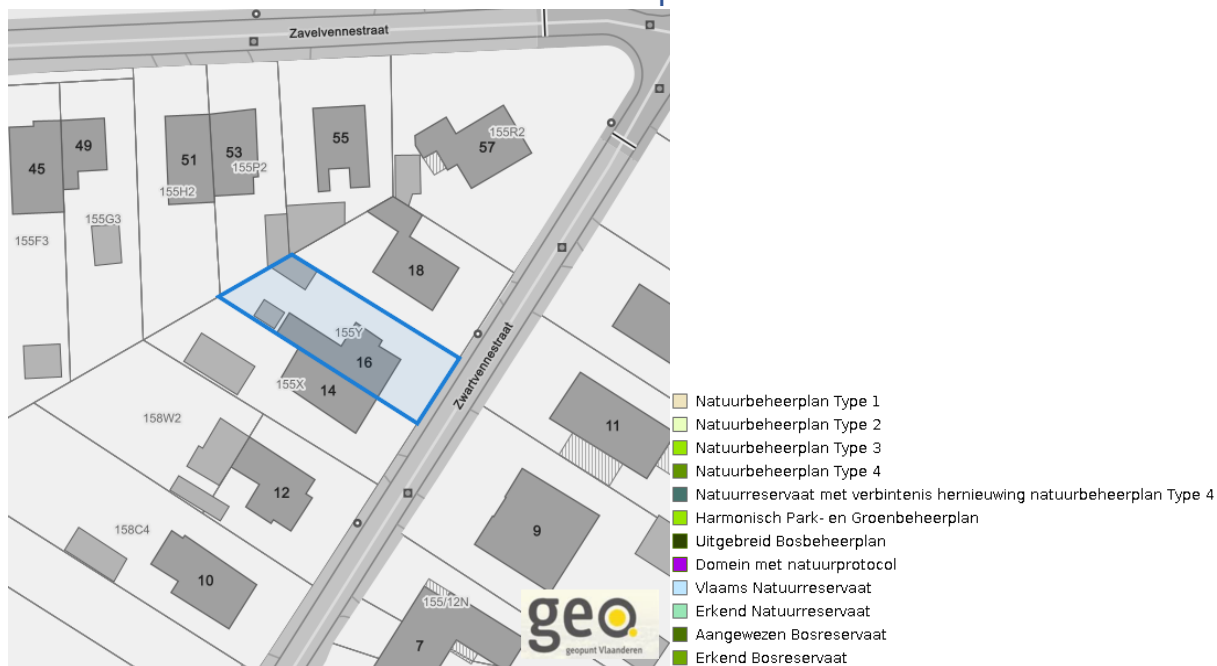 Zavelvennestraat
45
49
51
53
55
57
155R2
155P2
155H2
155G3
155F3
18
155Y
16
155X
14
Zwartvennestraat
158W2
12
11
9
158C4
10
155/12N
7
geo
geopunt Vlaanderen
Natuurbeheerplan Type 1
Natuurbeheerplan Type 2
Natuurbeheerplan Type 3
Natuurbeheerplan Type 4
Natuurreservaat met verbintenis hernieuwing natuurbeheerplan Type 4
Harmonisch Park- en Groenbeheerplan
Uitgebreid Bosbeheerplan
Domein met natuurprotocol
Vlaams Natuurreservaat
Erkend Natuurreservaat
Aangewezen Bosreservaat
Erkend Bosreservaat